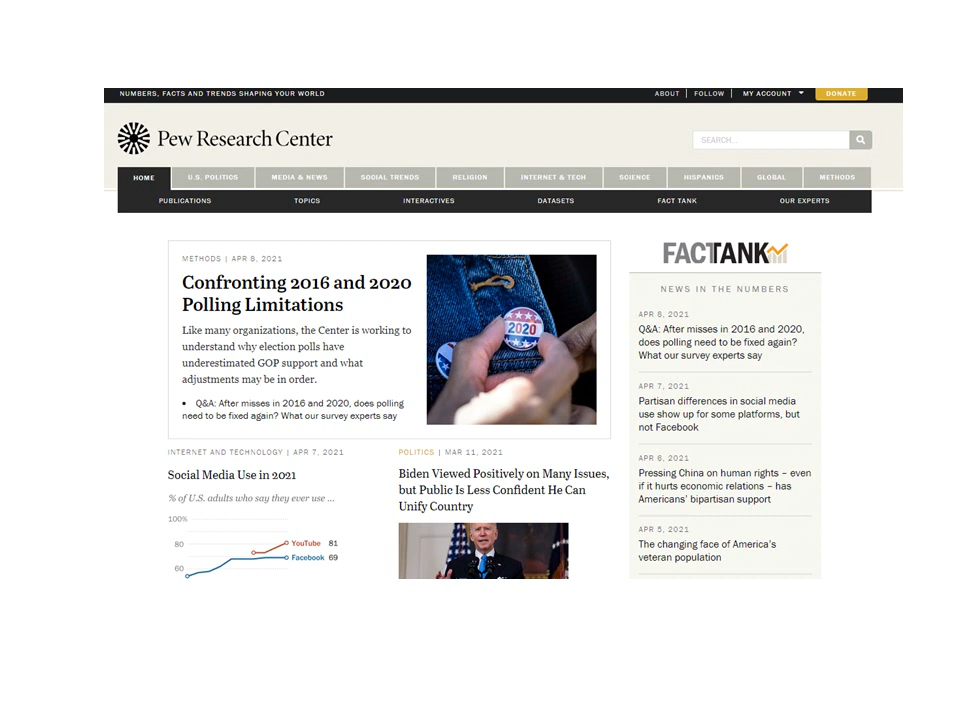 NUMBERS, FACTS AND TRENDS SHAPING YOUR WORLD
ABOUT | FOLLOW | MY ACCOUNT DONATE
Pew Research Center
SEARCH...
HOME U.S. POLITICS MEDIA & NEWS SOCIAL TRENDS RELIGION INTERNET & TECH SCIENCE HISPANICS GLOBAL METHODS
PUBLICATIONS TOPICS INTERACTIVES DATASETS FACT TANK OUR EXPERTS
METHODS | APR 8, 2021
Confronting 2016 and 2020
Polling Limitations
Like many organizations, the Center is working to
understand why election polls have
underestimated GOP support and what
adjustments may be in order.
• Q&A: After misses in 2016 and 2020, does polling
need to be fixed again? What our survey experts say
2020
INTERNET AND TECHNOLOGY | APR 7, 2021
Social Media Use in 2021
% of U.S. adults who say they ever use ...
100%
80
60
YouTube 81
Facebook 69
POLITICS | MAR 11, 2021
Biden Viewed Positively on Many Issues,
but Public Is Less Confident He Can
Unify Country
FACTANK
NEWS IN THE NUMBERS
APR 8, 2021
Q&A: After misses in 2016 and 2020,
does polling need to be fixed again?
What our survey experts say
APR 7, 2021
Partisan differences in social media
use show up for some platforms, but
not Facebook
APR 6, 2021
Pressing China on human rights – even
if it hurts economic relations – has
Americans' bipartisan support
APR 5, 2021
The changing face of America's
veteran population